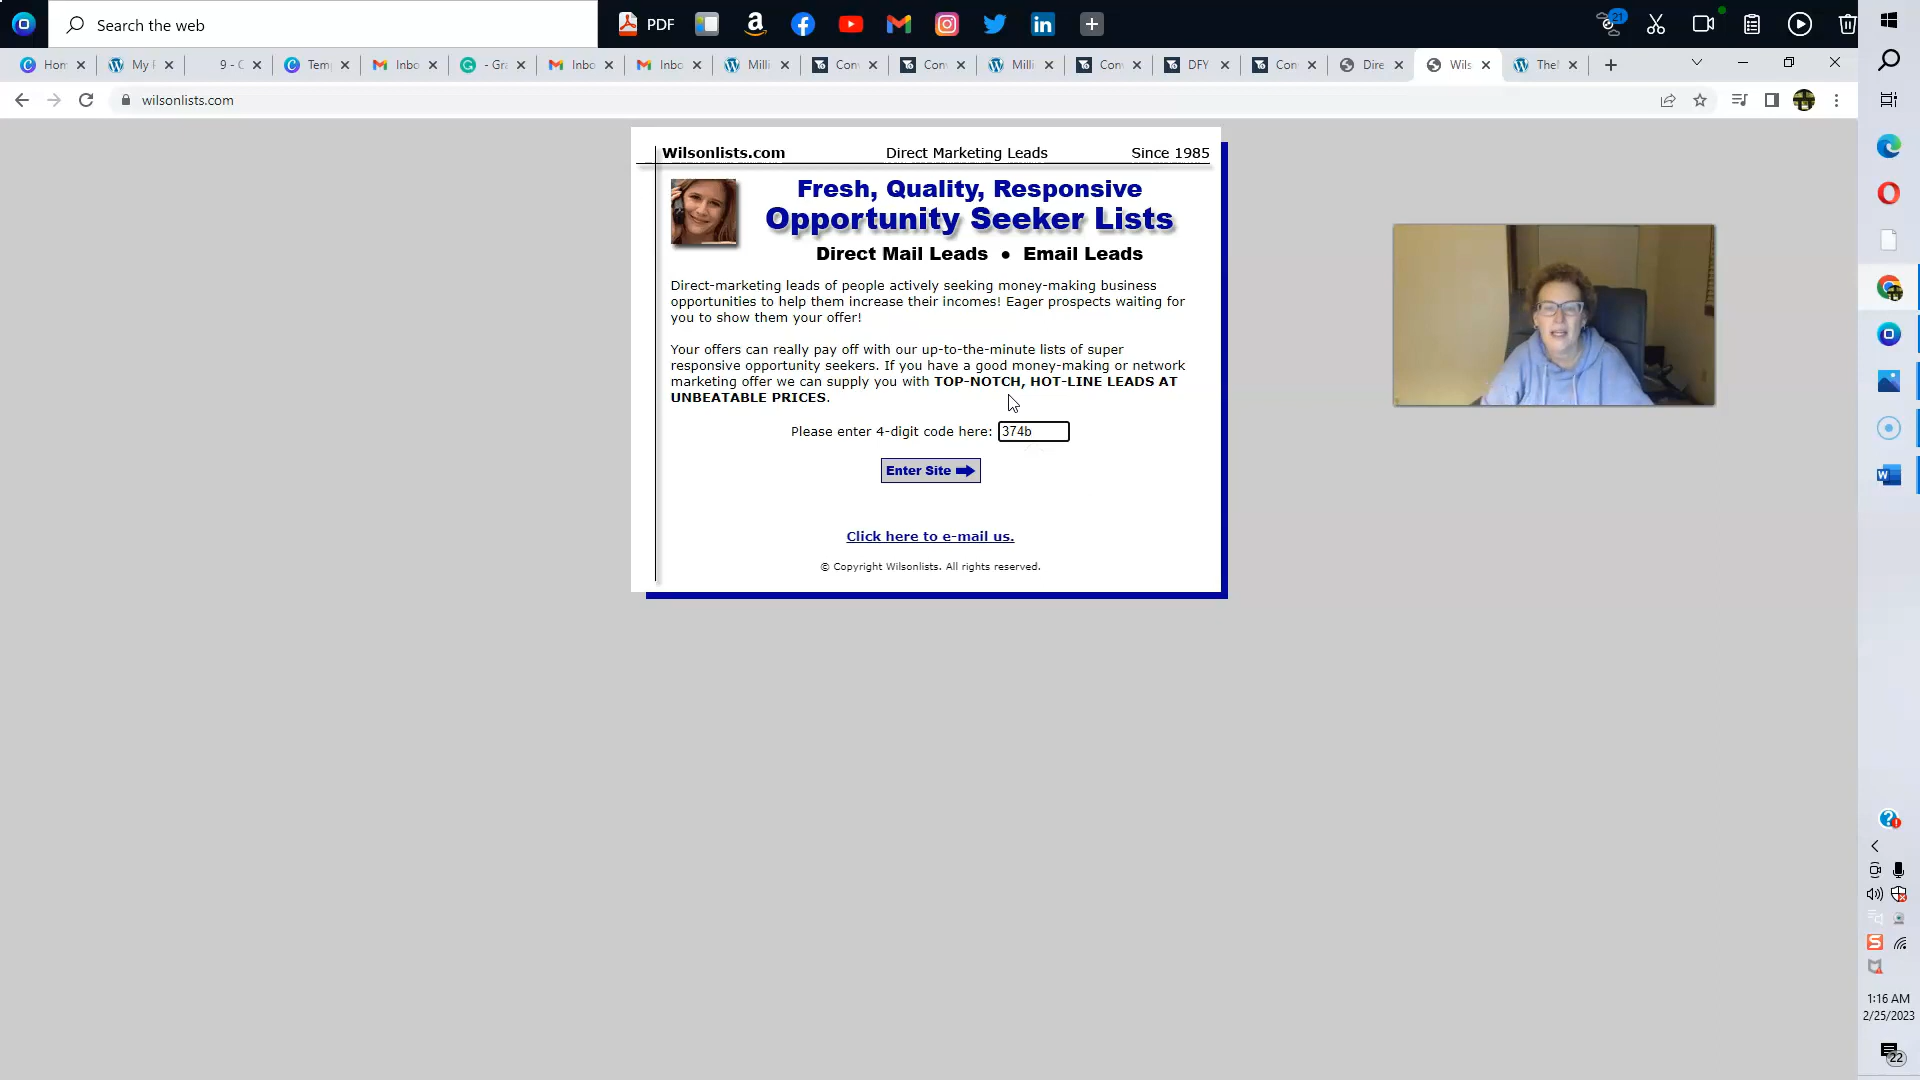 Search the web
PDF
21
Hom
My F
9 - C
Tem
Inbo
- Gra
Inbo
Inbo
Milli
Con
Con
Milli
Con
DFY
Con
Dire
Wils
The
wilsonlists.com
Wilsonlists.com Direct Marketing Leads Since 1985
Fresh, Quality, Responsive
Opportunity Seeker Lists
Direct Mail Leads ● Email Leads
Direct-marketing leads of people actively seeking money-making business
opportunities to help them increase their incomes! Eager prospects waiting for
you to show them your offer!
Your offers can really pay off with our up-to-the-minute lists of super
responsive opportunity seekers. If you have a good money-making or network
marketing offer we can supply you with TOP-NOTCH, HOT-LINE LEADS AT
UNBEATABLE PRICES.
Please enter 4-digit code here: 374b
Enter Site
Click here to e-mail us.
© Copyright Wilsonlists. All rights reserved.
1:16 AM
2/25/2023
22